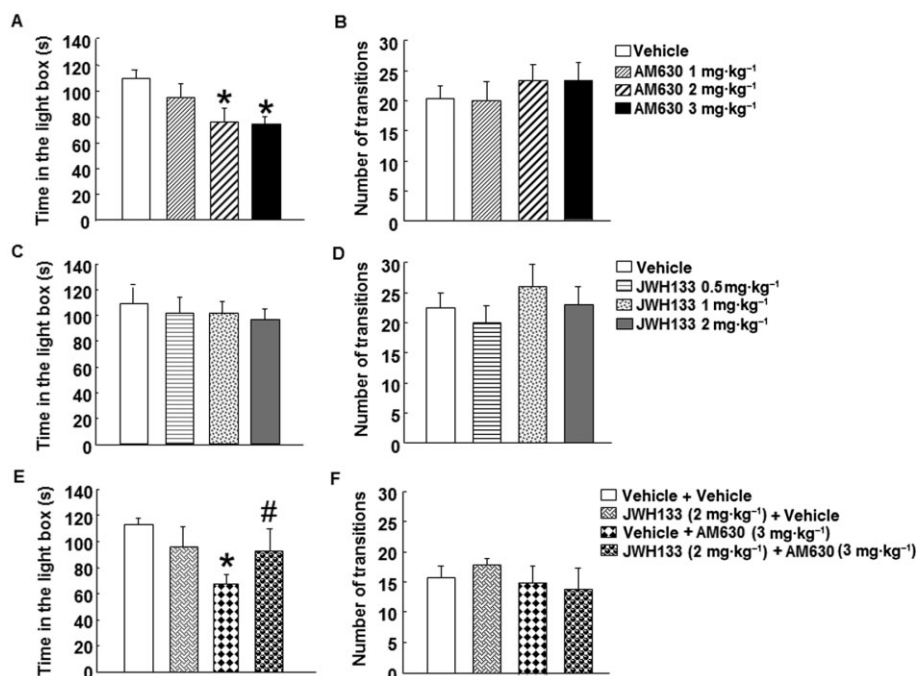 A
Time in the light box (s)
140
120
100
80
60
40
20
0
*
*
B
Number of transitions
25
20
15
10
5
0
Vehicle
AM630 1 mg·kg⁻¹
AM630 2 mg·kg⁻¹
AM630 3 mg·kg⁻¹
C
Time in the light box (s)
140
120
100
80
60
40
20
0
D
Number of transitions
25
20
15
10
5
0
Vehicle
JWH133 0.5 mg·kg⁻¹
JWH133 1 mg·kg⁻¹
JWH133 2 mg·kg⁻¹
E
Time in the light box (s)
140
120
100
80
60
40
20
0
*
#
F
Number of transitions
25
20
15
10
5
0
Vehicle + Vehicle
JWH133 (2 mg·kg⁻¹) + Vehicle
Vehicle + AM630 (3 mg·kg⁻¹)
JWH133 (2 mg·kg⁻¹) + AM630 (3 mg·kg⁻¹)